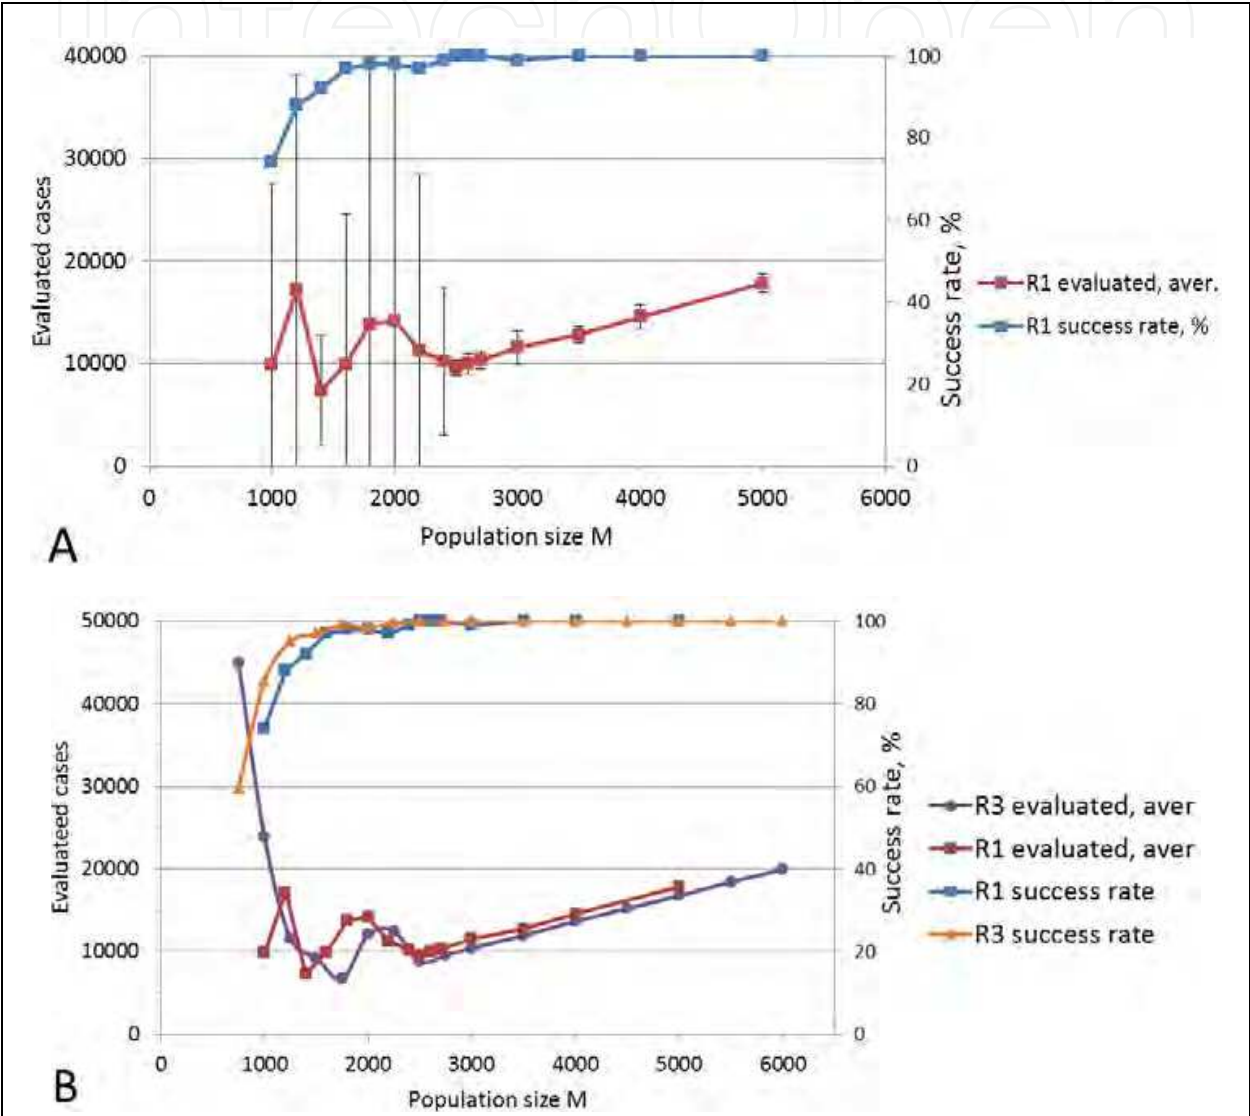 40000
100
80
30000
60
20000
40
10000
20
0
0
Evaluated cases
Success rate, %
R1 evaluated, aver.
R1 success rate, %
0
1000
2000
3000
4000
5000
6000
Population size M
A
50000
100
40000
80
30000
60
20000
40
10000
20
0
0
Evaluateed cases
Success rate, %
R3 evaluated, aver
R1 evaluated, aver
R1 success rate
R3 success rate
0
1000
2000
3000
4000
5000
6000
Population size M
B